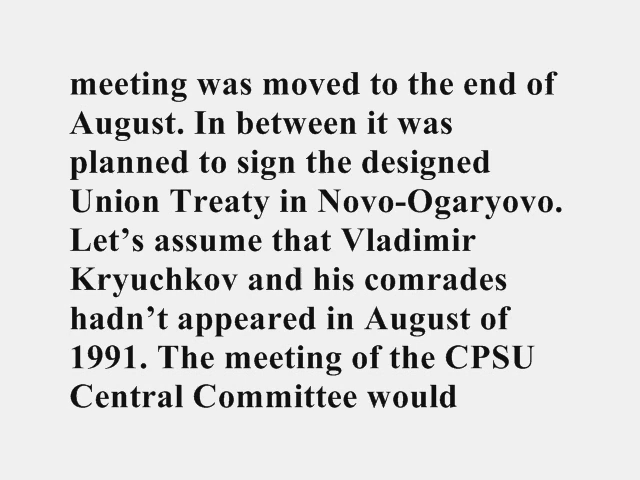 meeting was moved to the end of
August. In between it was
planned to sign the designed
Union Treaty in Novo-Ogaryovo.
Let’s assume that Vladimir
Kryuchkov and his comrades
hadn’t appeared in August of
1991. The meeting of the CPSU
Central Committee would